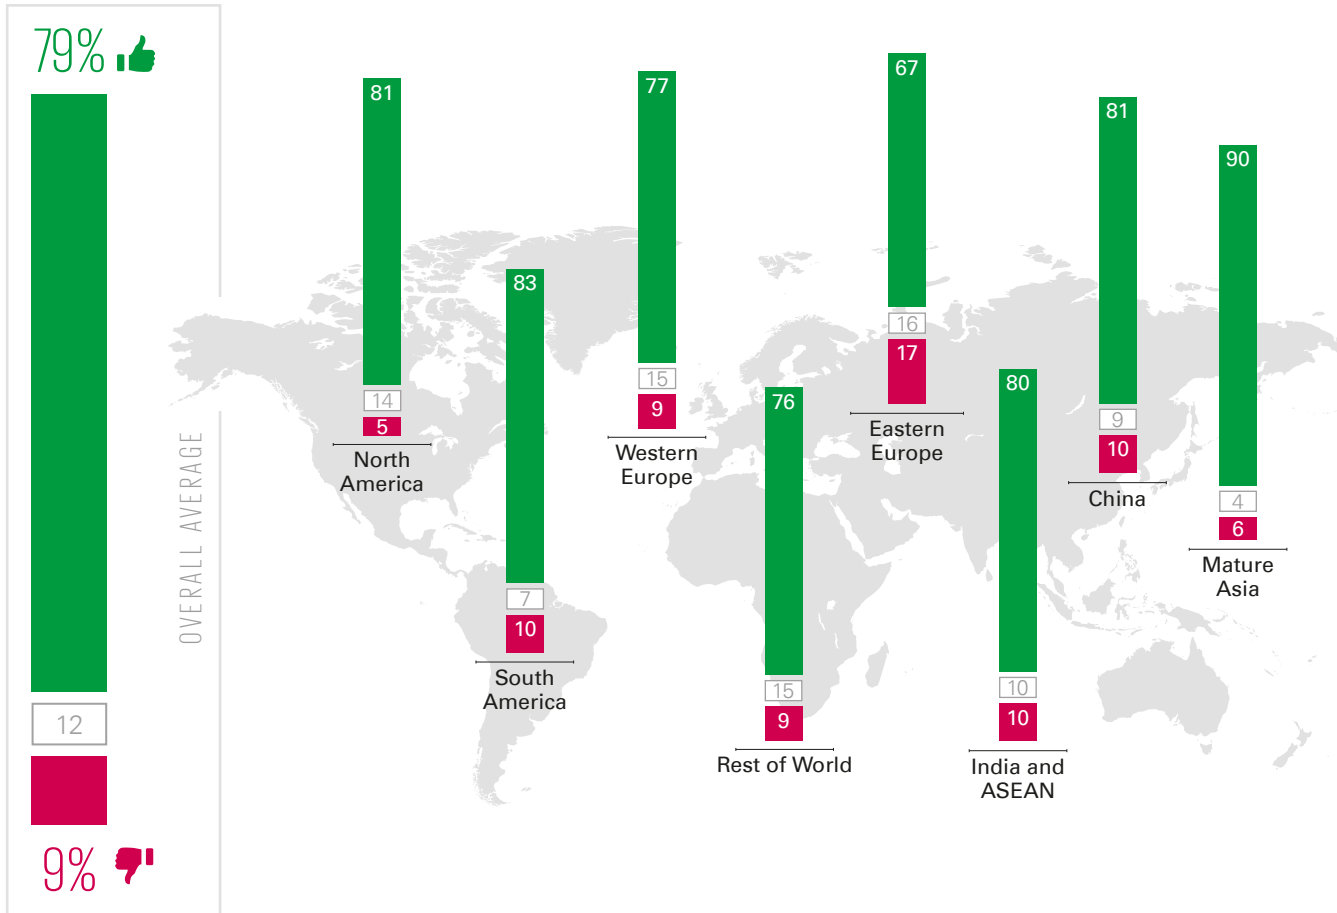 79%
12
9%
OVERALL AVERAGE
81
14
5
North
America
83
7
10
South
America
77
15
9
Western
Europe
76
15
9
Rest of World
67
16
17
Eastern
Europe
80
10
10
India and
ASEAN
81
9
10
China
90
4
6
Mature
Asia